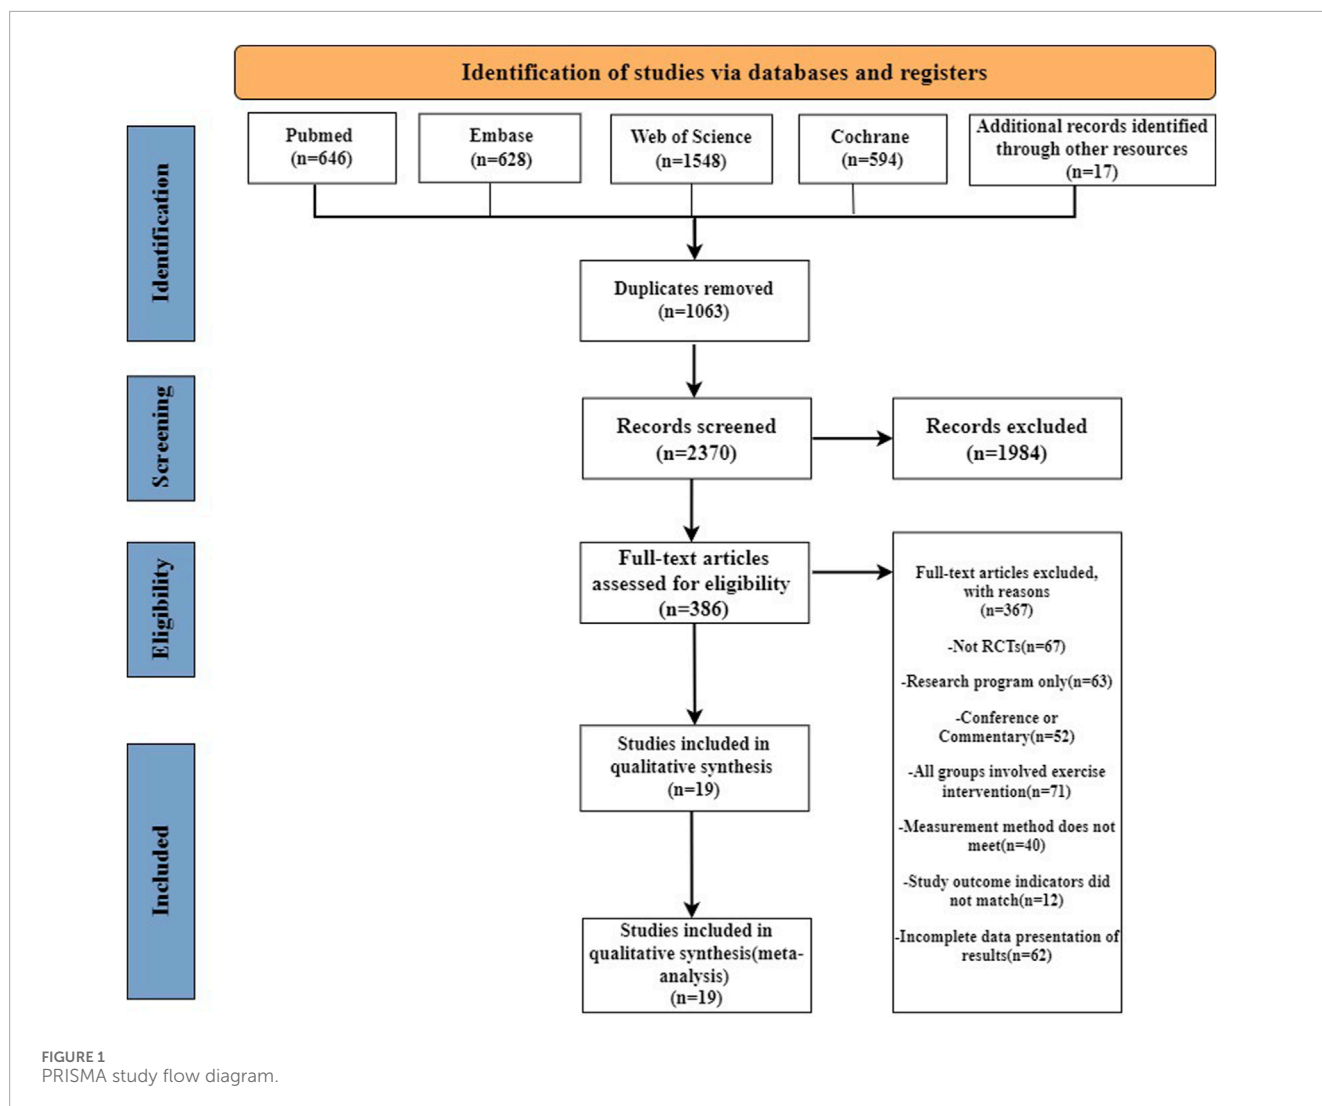 Identification of studies via databases and registers
Identification
Pubmed
(n=646)
Embase
(n=628)
Web of Science
(n=1548)
Cochrane
(n=594)
Additional records identified
through other resources
(n=17)
Duplicates removed
(n=1063)
Screening
Records screened
(n=2370)
Records excluded
(n=1984)
Eligibility
Full-text articles
assessed for eligibility
(n=386)
Full-text articles excluded,
with reasons
(n=367)
-Not RCTs(n=67)
-Research program only(n=63)
-Conference or
Commentary(n=52)
-All groups involved exercise
intervention(n=71)
-Measurement method does not
meet(n=40)
-Study outcome indicators did
not match(n=12)
-Incomplete data presentation of
results(n=62)
Included
Studies included in
qualitative synthesis
(n=19)
Studies included in
qualitative synthesis(meta-
analysis)
(n=19)
FIGURE 1
PRISMA study flow diagram.